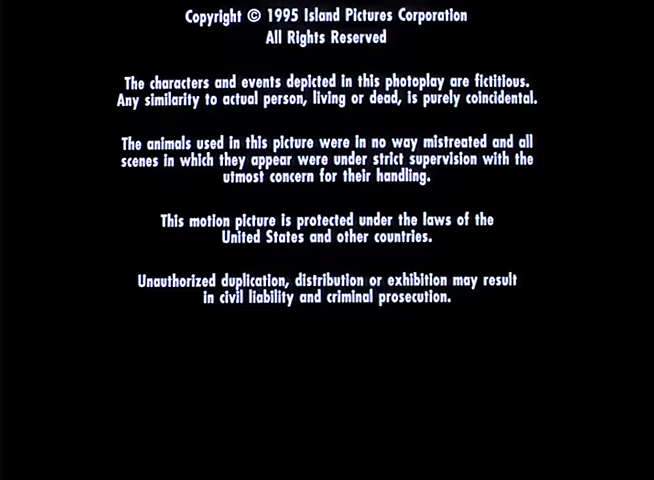 Copyright © 1995 Island Pictures Corporation
All Rights Reserved
The characters and events depicted in this photoplay are fictitious.
Any similarity to actual person, living or dead, is purely coincidental.
The animals used in this picture were in no way mistreated and all
scenes in which they appear were under strict supervision with the
utmost concern for their handling.
This motion picture is protected under the laws of the
United States and other countries.
Unauthorized duplication, distribution or exhibition may result
in civil liability and criminal prosecution.